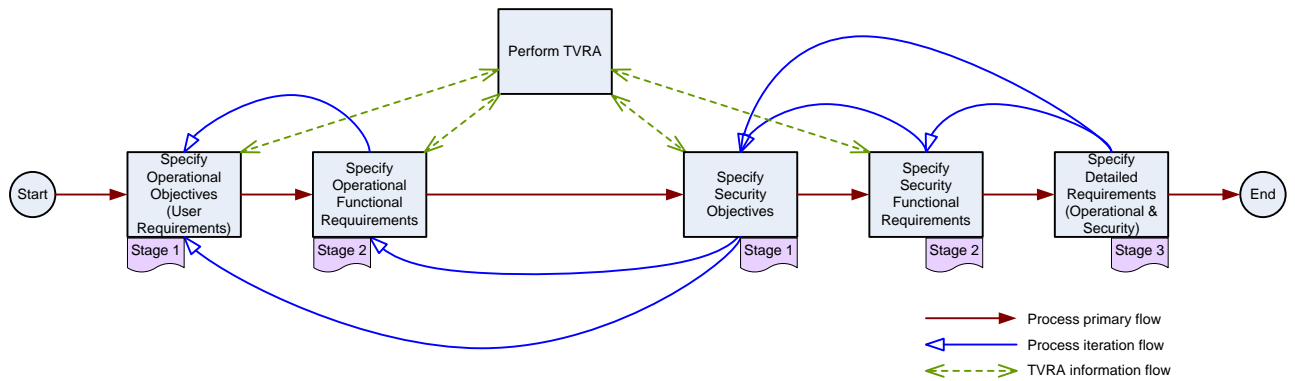 Perform TVRA
Start
Specify
Operational
Objectives
(User
Requirements)
Specify
Operational
Functional
Requuirements
Specify
Security
Objectives
Specify
Security
Functional
Requirements
Specify
Detailed
Requirements
(Operational &
Security)
End
Stage 1
Stage 2
Stage 1
Stage 2
Stage 3
Process primary flow
Process iteration flow
TVRA information flow